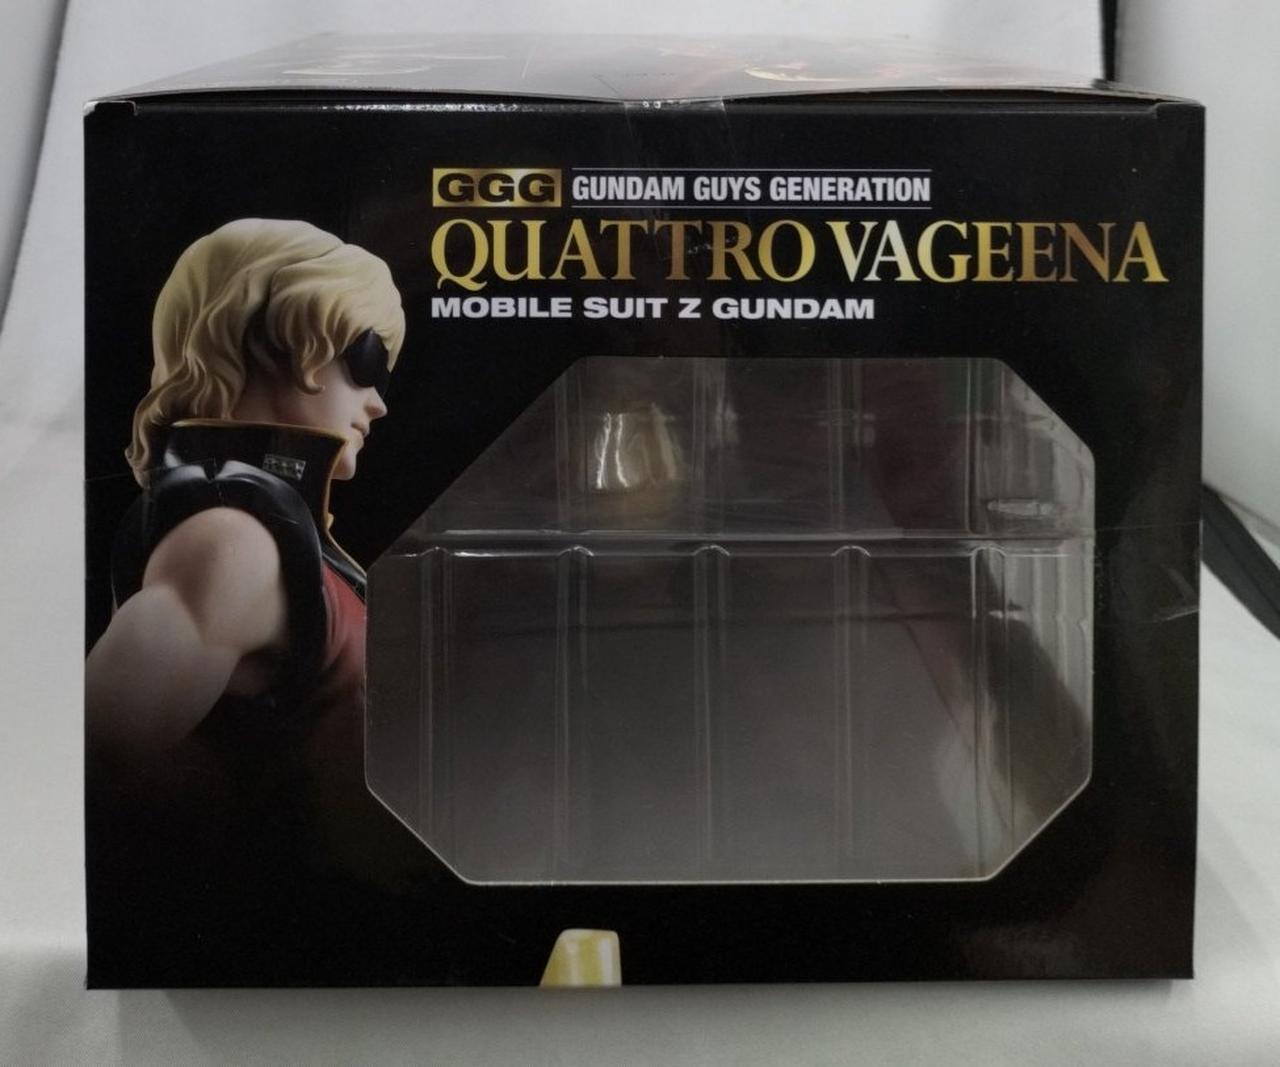 GGG GUNDAM GUYS GENERATION
QUATTRO VAGEENA
MOBILE SUIT Z GUNDAM